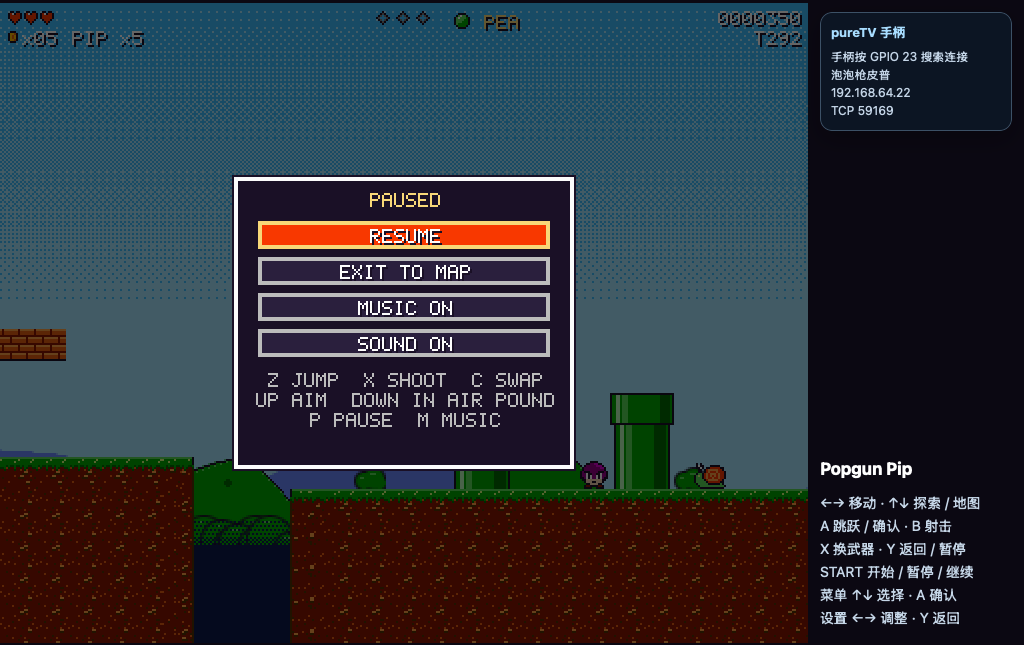 x05 PIP x5
PEA
0000350
T292
PAUSED
RESUME
EXIT TO MAP
MUSIC ON
SOUND ON
Z JUMP X SHOOT C SWAP
UP AIM DOWN IN AIR POUND
P PAUSE M MUSIC
pureTV 手柄
手柄按 GPIO 23 搜索连接
泡泡枪皮普
192.168.64.22
TCP 59169
Popgun Pip
←→ 移动 · ↑↓ 探索 / 地图
A 跳跃 / 确认 · B 射击
X 换武器 · Y 返回 / 暂停
START 开始 / 暂停 / 继续
菜单 ↑↓ 选择 · A 确认
设置 ←→ 调整 · Y 返回